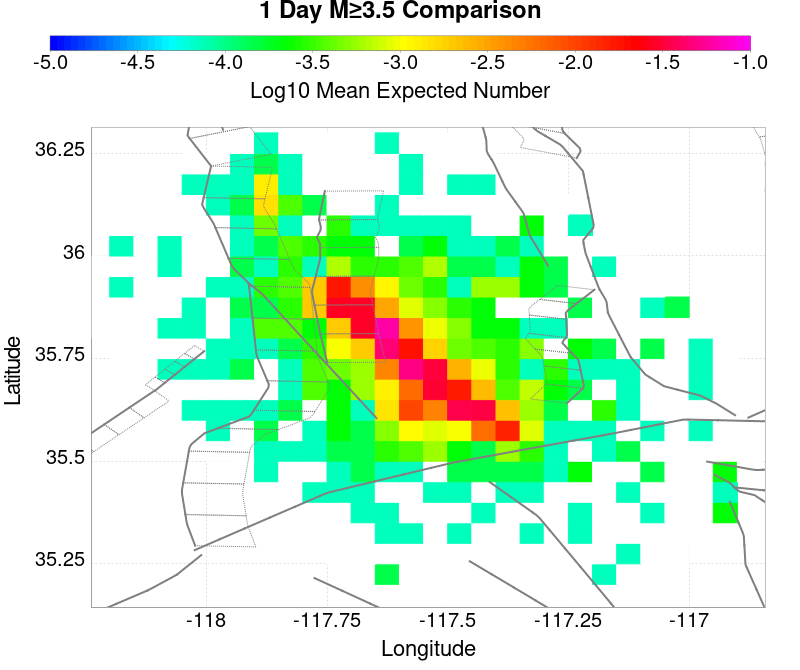 1 Day M≥3.5 Comparison
-5.0 -4.5 -4.0 -3.5 -3.0 -2.5 -2.0 -1.5 -1.0
Log10 Mean Expected Number
36.25
36
35.75
35.5
35.25
Latitude
-118 -117.75 -117.5 -117.25 -117
Longitude